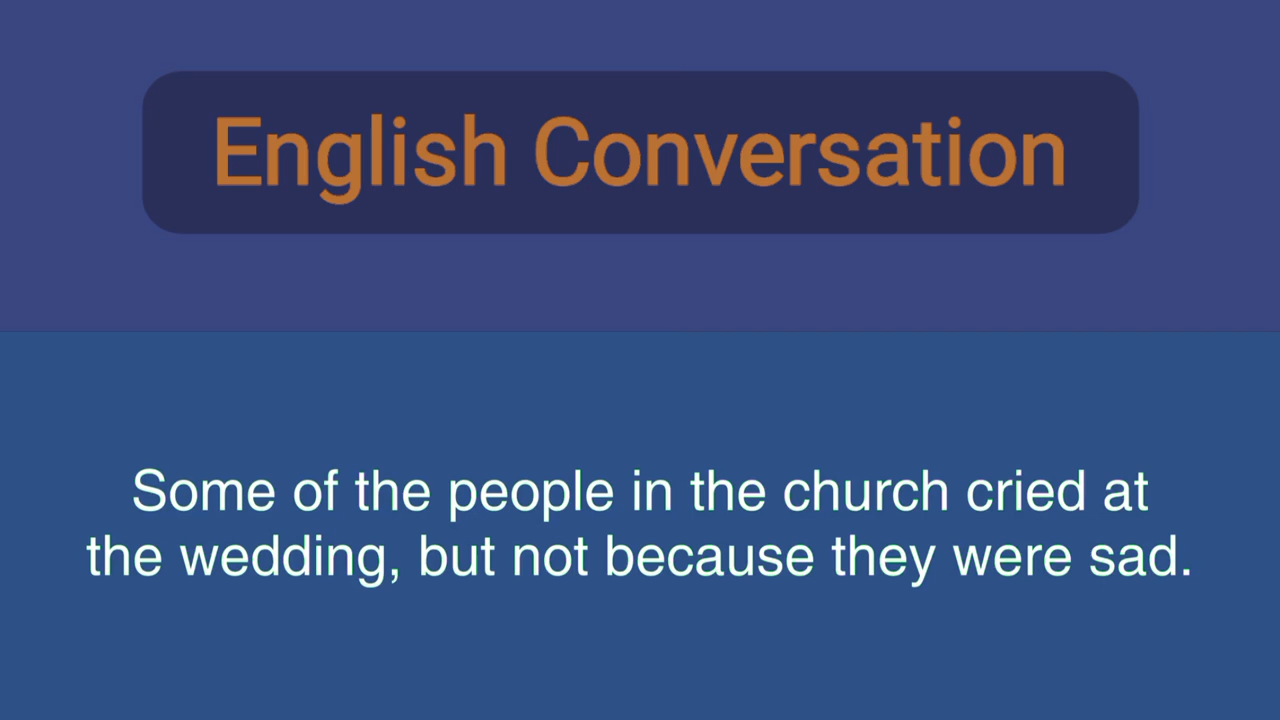 English Conversation
Some of the people in the church cried at
the wedding, but not because they were sad.